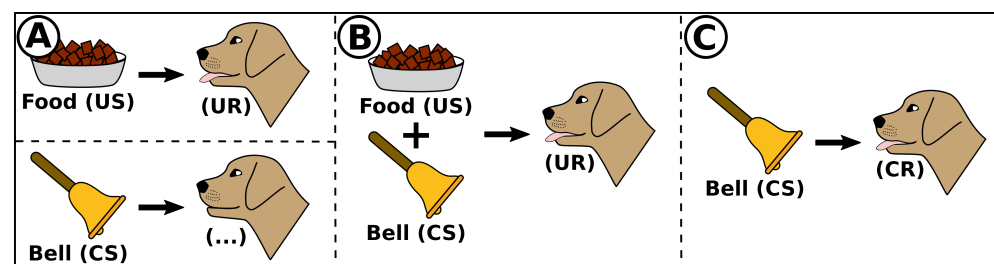 A
Food (US)
(UR)
Bell (CS)
(...)
B
Food (US)
+
Bell (CS)
(UR)
C
Bell (CS)
(CR)